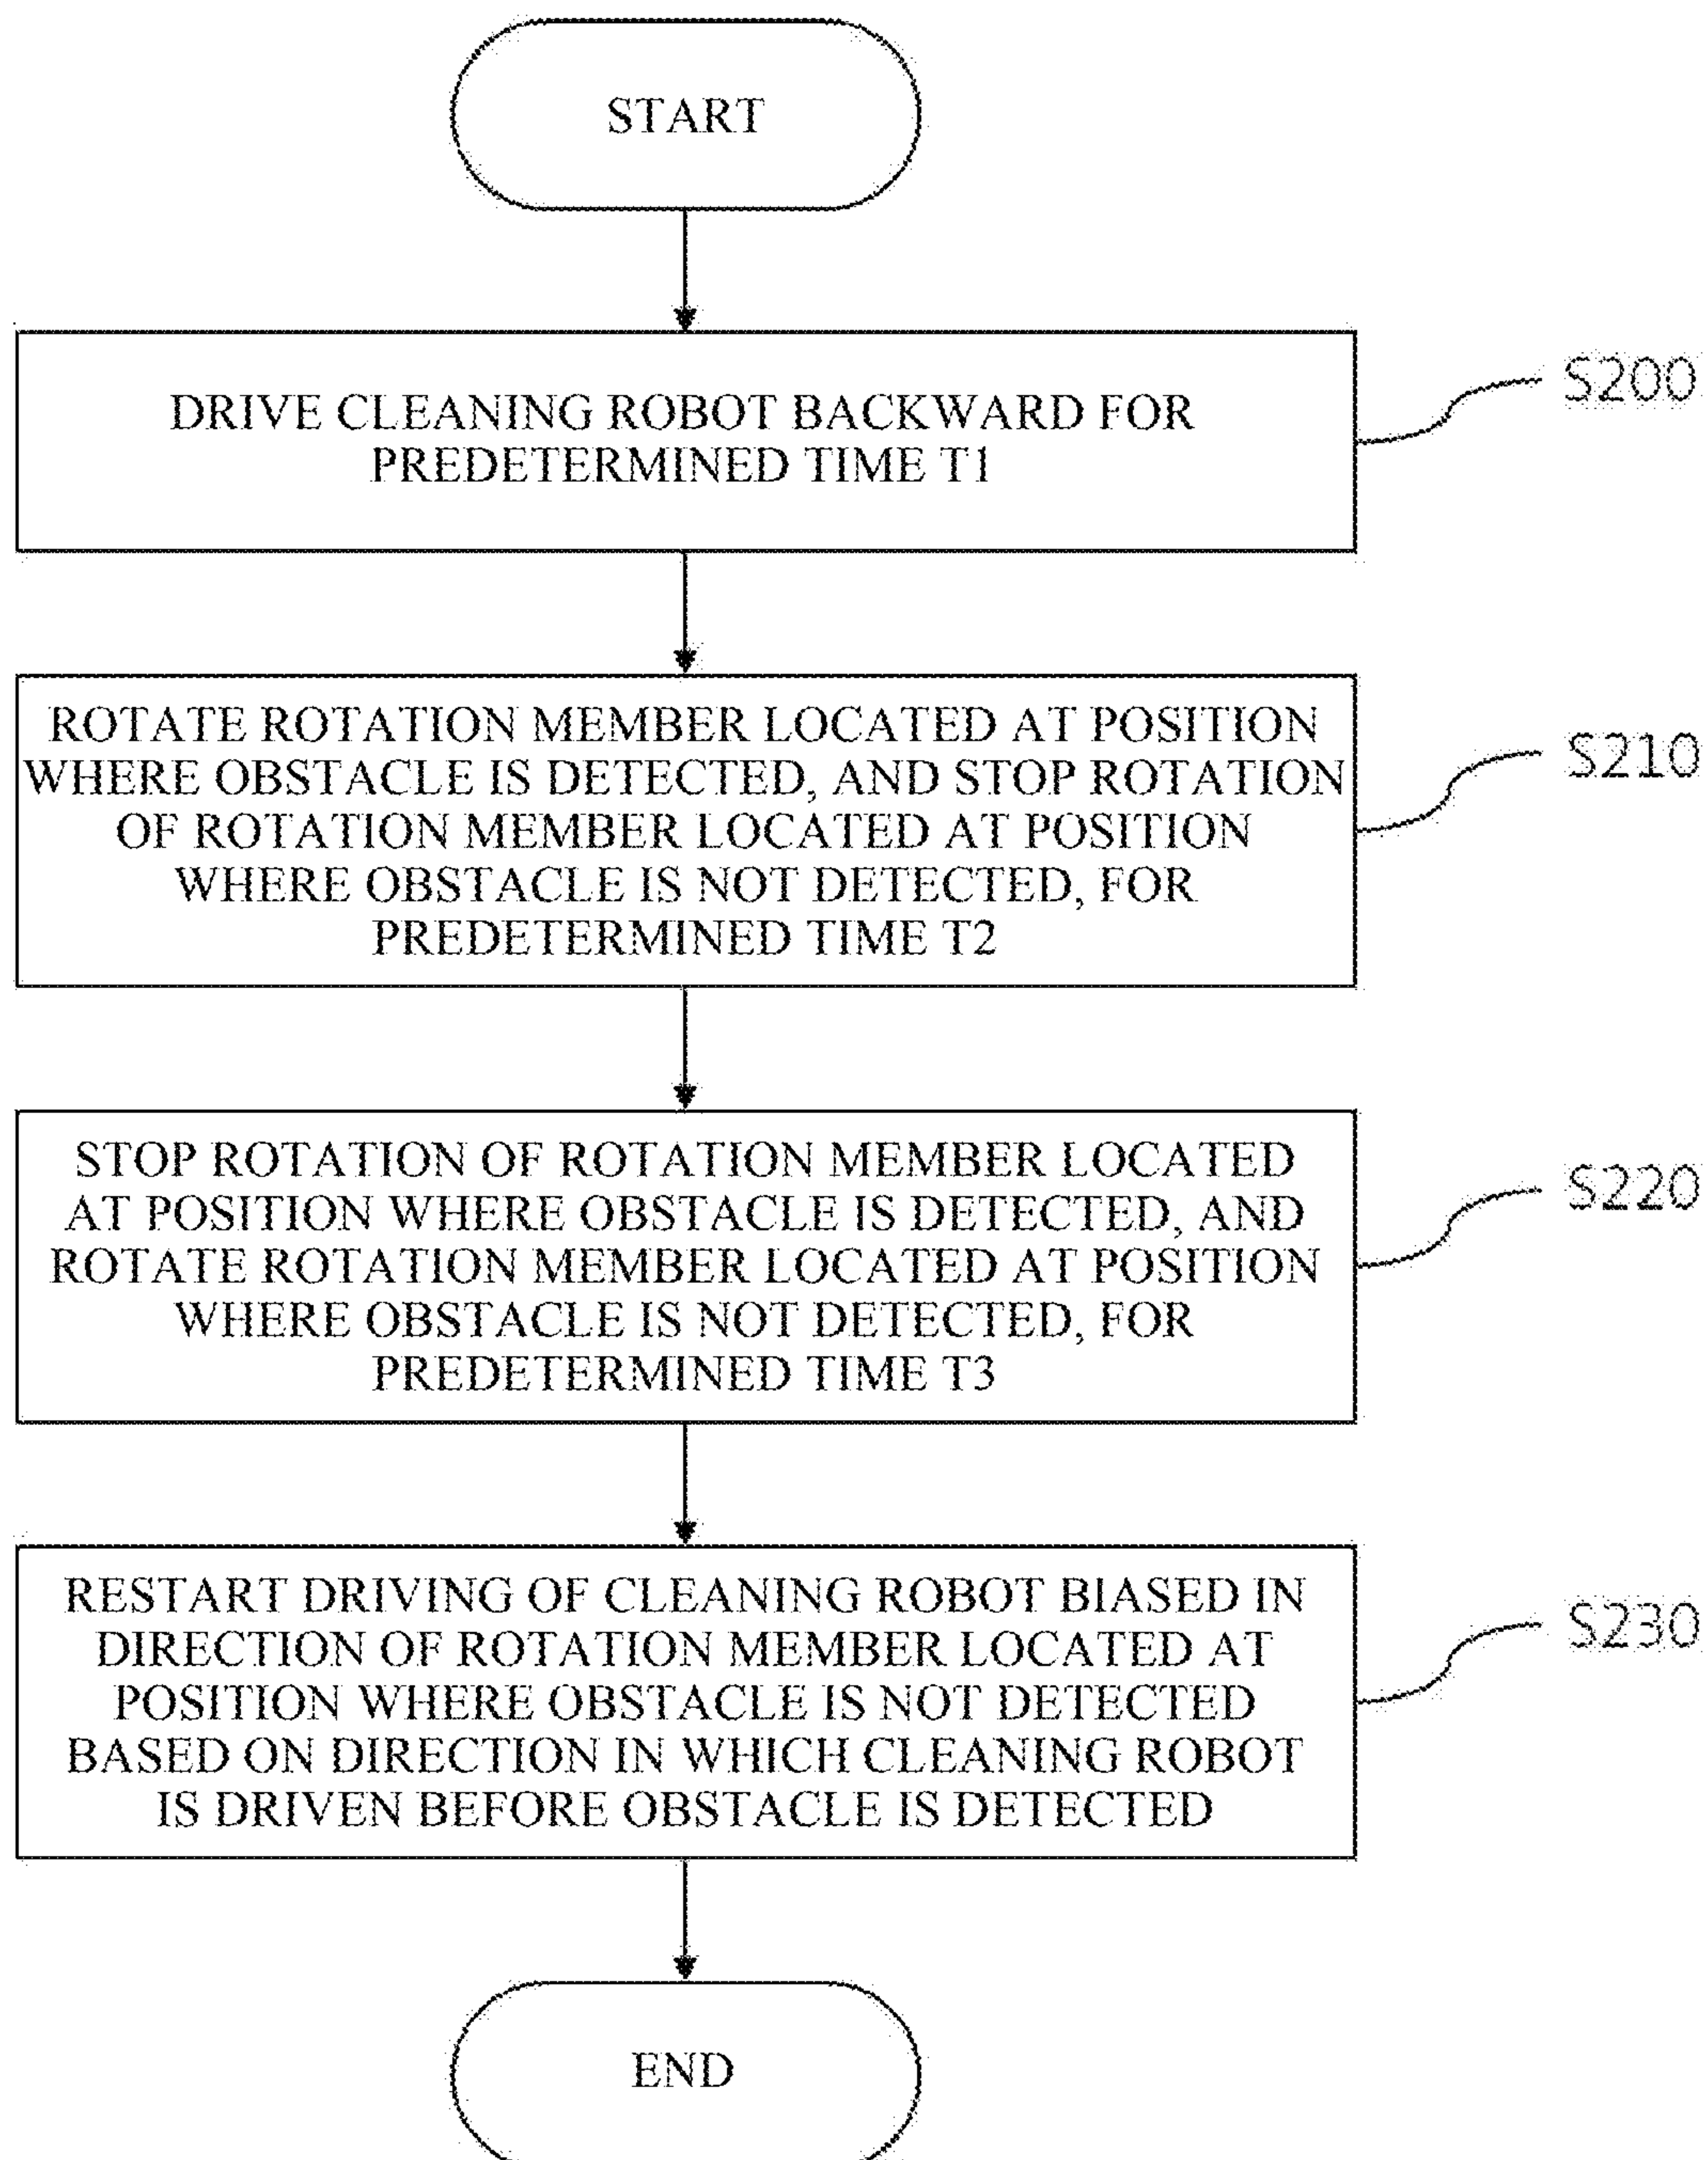 START
DRIVE CLEANING ROBOT BACKWARD FOR
PREDETERMINED TIME T1
S200
ROTATE ROTATION MEMBER LOCATED AT POSITION
WHERE OBSTACLE IS DETECTED, AND STOP ROTATION
OF ROTATION MEMBER LOCATED AT POSITION
WHERE OBSTACLE IS NOT DETECTED, FOR
PREDETERMINED TIME T2
S210
STOP ROTATION OF ROTATION MEMBER LOCATED
AT POSITION WHERE OBSTACLE IS DETECTED, AND
ROTATE ROTATION MEMBER LOCATED AT POSITION
WHERE OBSTACLE IS NOT DETECTED, FOR
PREDETERMINED TIME T3
S220
RESTART DRIVING OF CLEANING ROBOT BIASED IN
DIRECTION OF ROTATION MEMBER LOCATED AT
POSITION WHERE OBSTACLE IS NOT DETECTED
BASED ON DIRECTION IN WHICH CLEANING ROBOT
IS DRIVEN BEFORE OBSTACLE IS DETECTED
S230
END